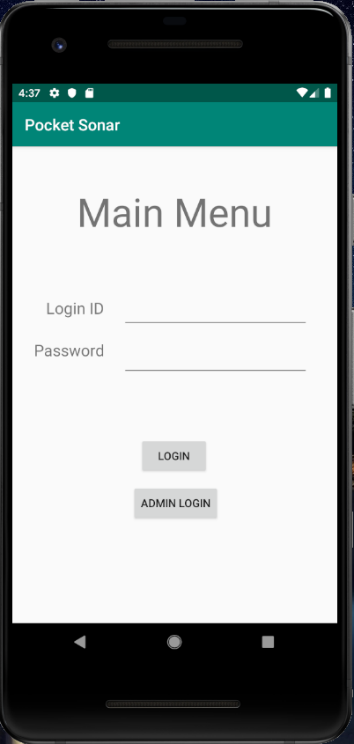 4:37
Pocket Sonar
Main Menu
Login ID
Password
LOGIN
ADMIN LOGIN